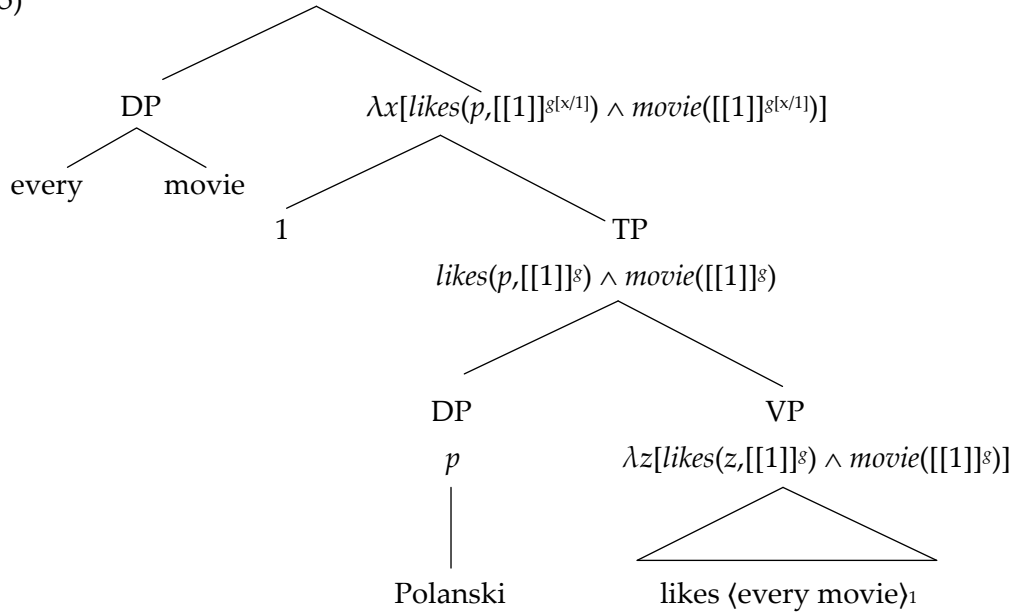 DP λx[likes(p,[[1]]g[x/1]) ∧ movie([[1]]g[x/1])]
every movie
1 TP
likes(p,[[1]]g) ∧ movie([[1]]g)
DP VP
p λz[likes(z,[[1]]g) ∧ movie([[1]]g)]
Polanski likes ⟨every movie⟩1